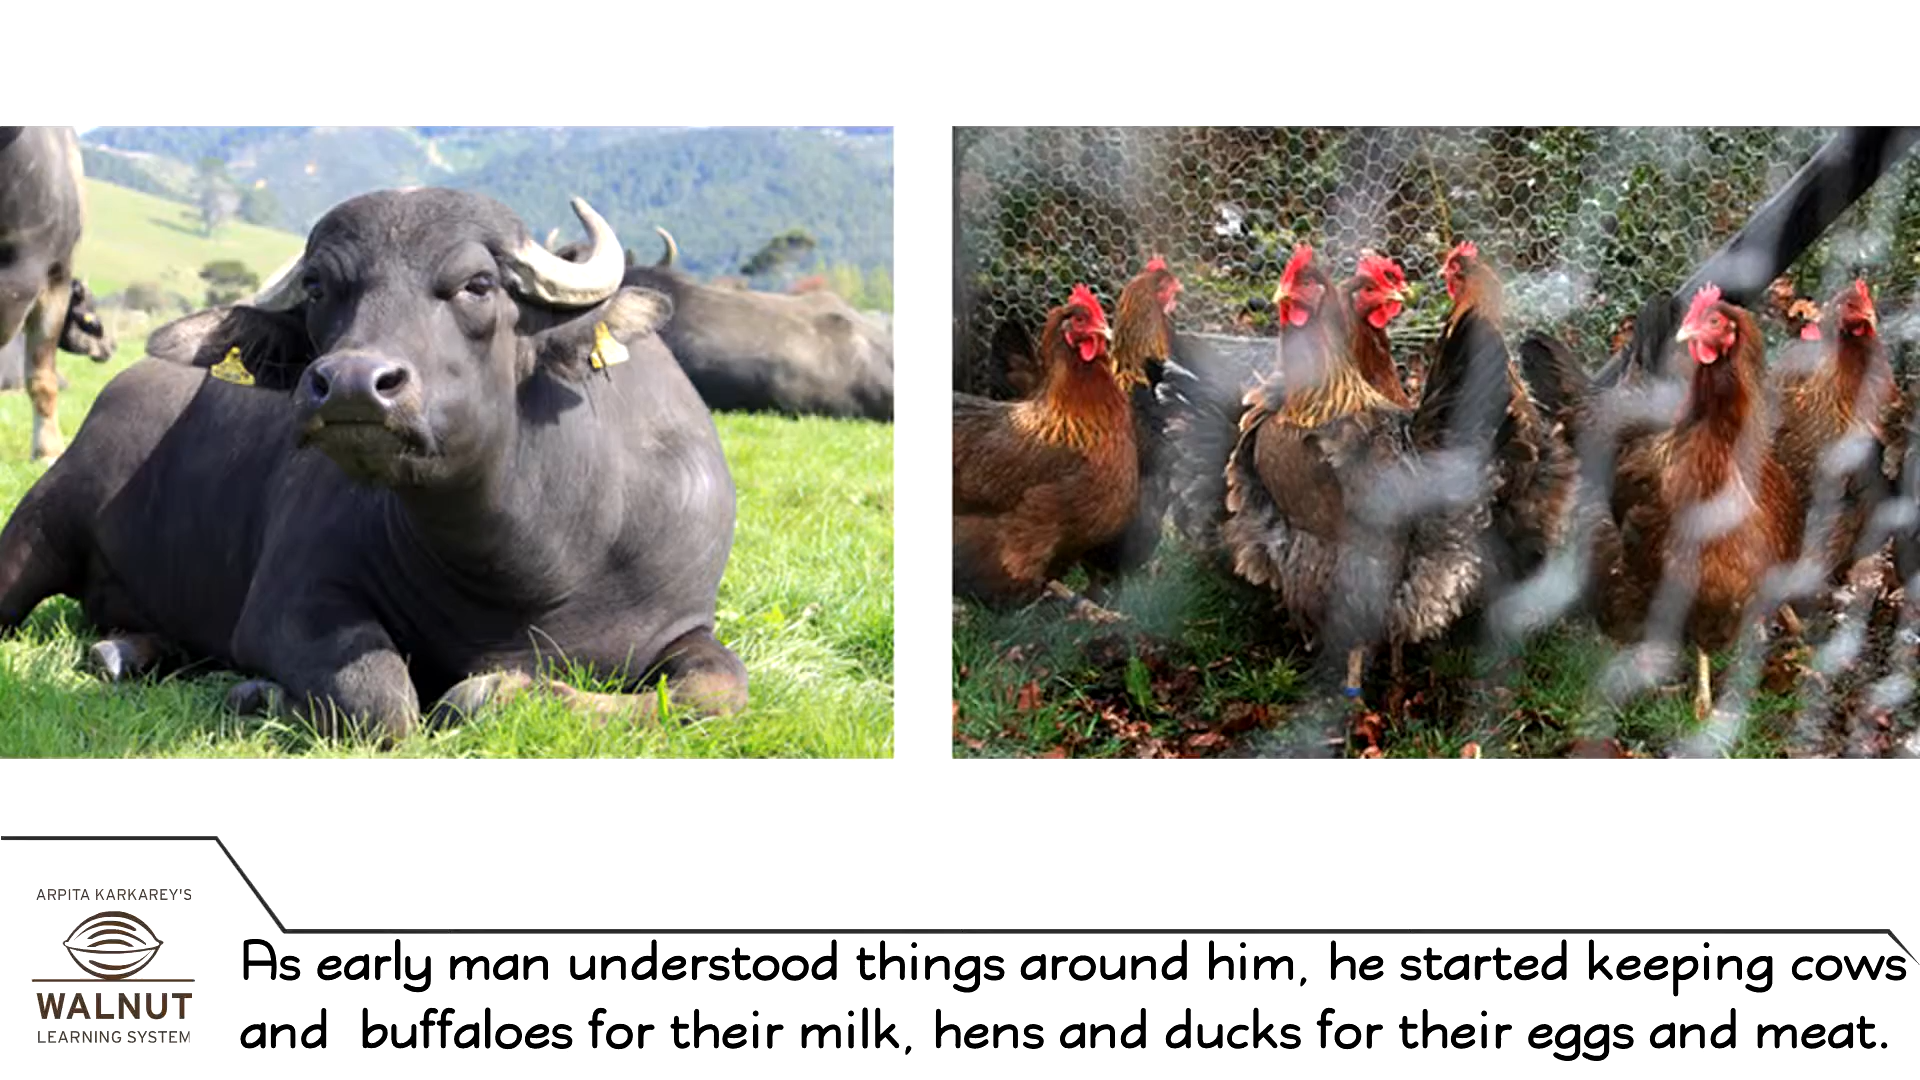 ARPITA KARKAREY'S
WALNUT
LEARNING SYSTEM
As early man understood things around him, he started keeping cows
and buffaloes for their milk, hens and ducks for their eggs and meat.